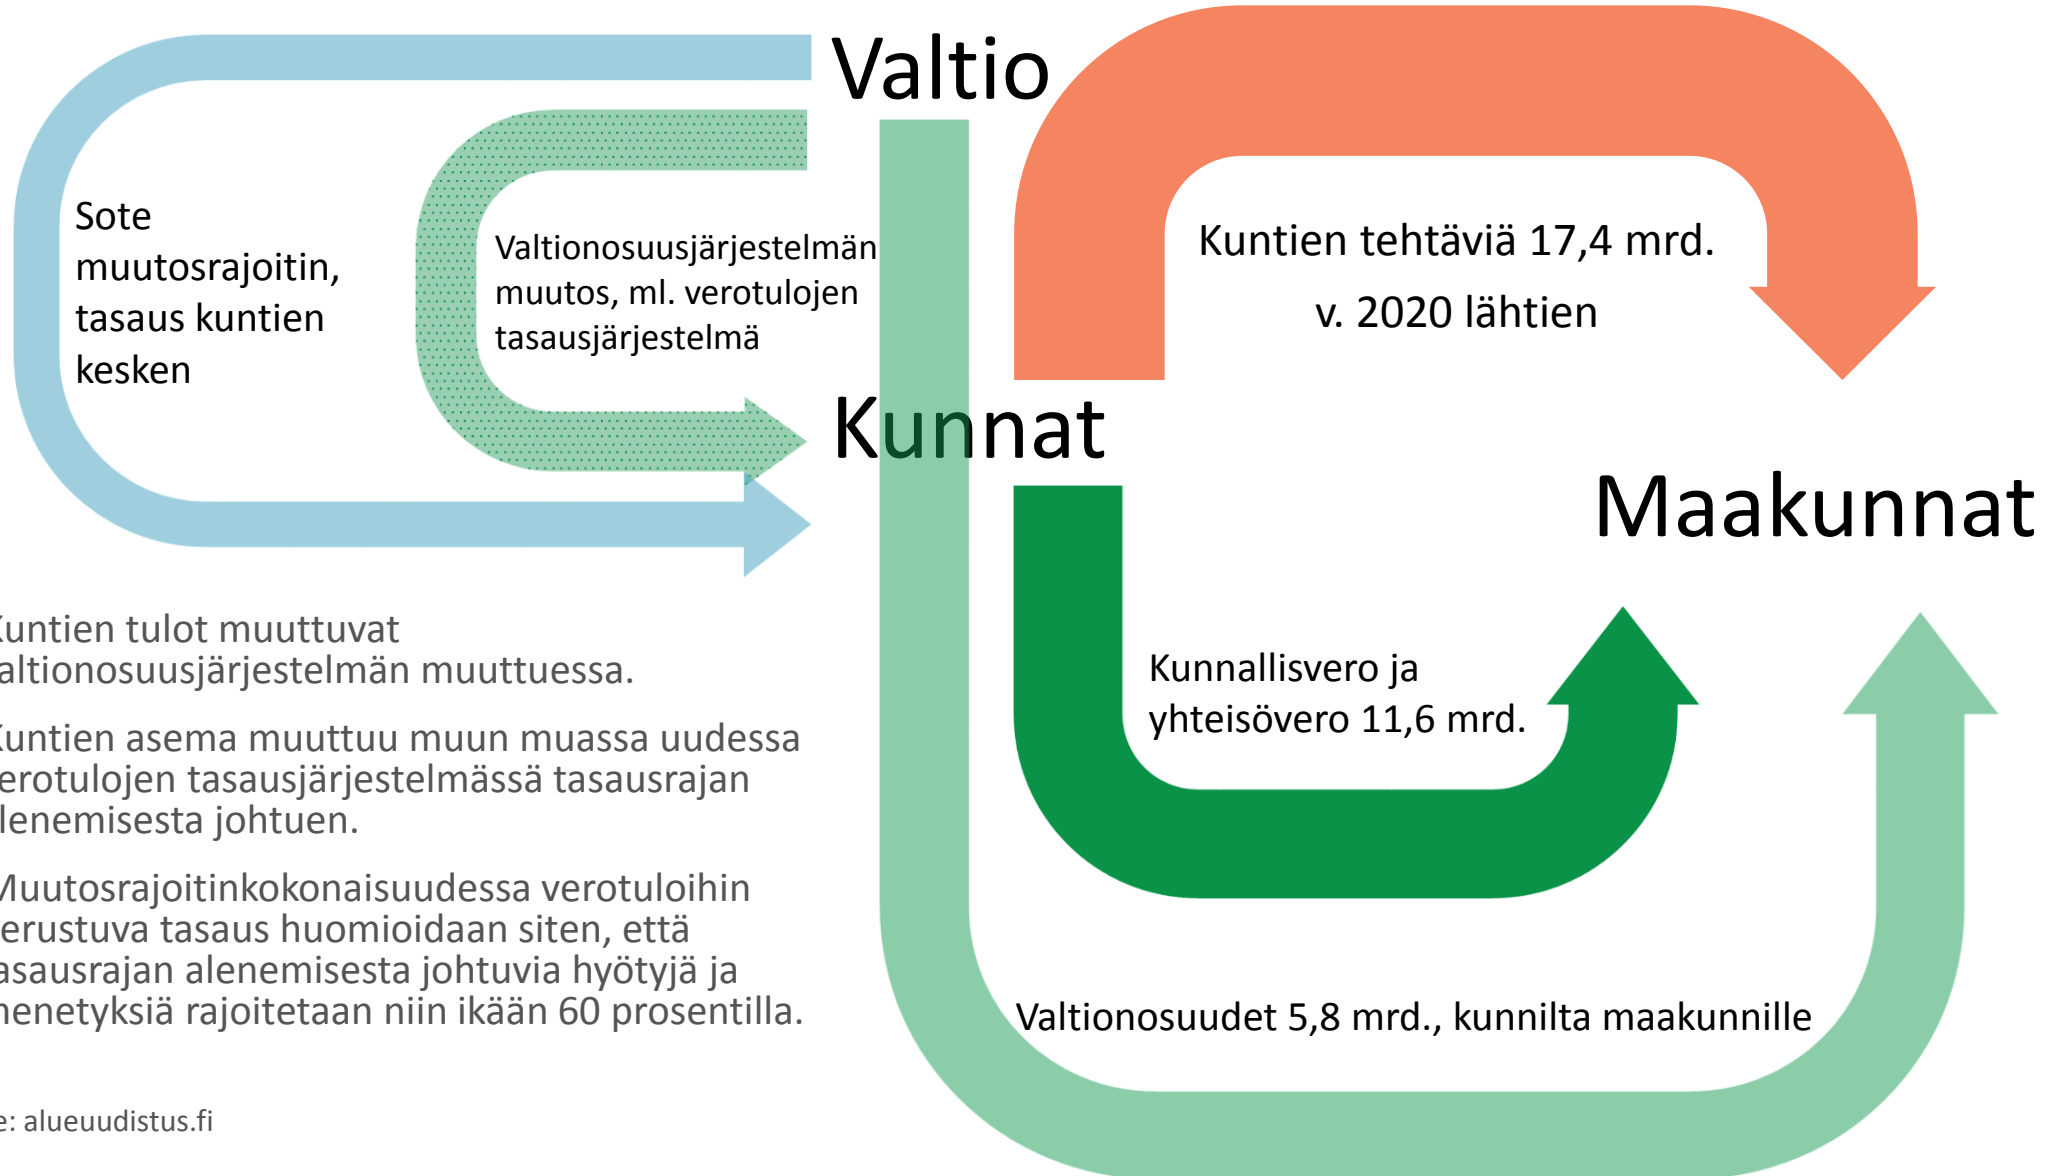 Valtio
Sote
muutosrajoitin,
tasaus kuntien
kesken
Valtionosuusjärjestelmän
muutos, ml. verotulojen
tasausjärjestelmä
Kuntien tehtäviä 17,4 mrd.
v. 2020 lähtien
Kunnat
Maakunnat
Kuntien tulot muuttuvat
altionosuusjärjestelmän muuttuessa.
Kuntien asema muuttuu muun muassa uudessa
erotulojen tasausjärjestelmässä tasausrajan
lenemisesta johtuen.
Muutosrajoitinkokonaisuudessa verotuloihin
erustuva tasaus huomioidaan siten, että
asausrajan alenemisesta johtuvia hyötyjä ja
menetyksiä rajoitetaan niin ikään 60 prosentilla.
Kunnallisvero ja
yhteisövero 11,6 mrd.
Valtionosuudet 5,8 mrd., kunnilta maakunnille
e: alueuudistus.fi